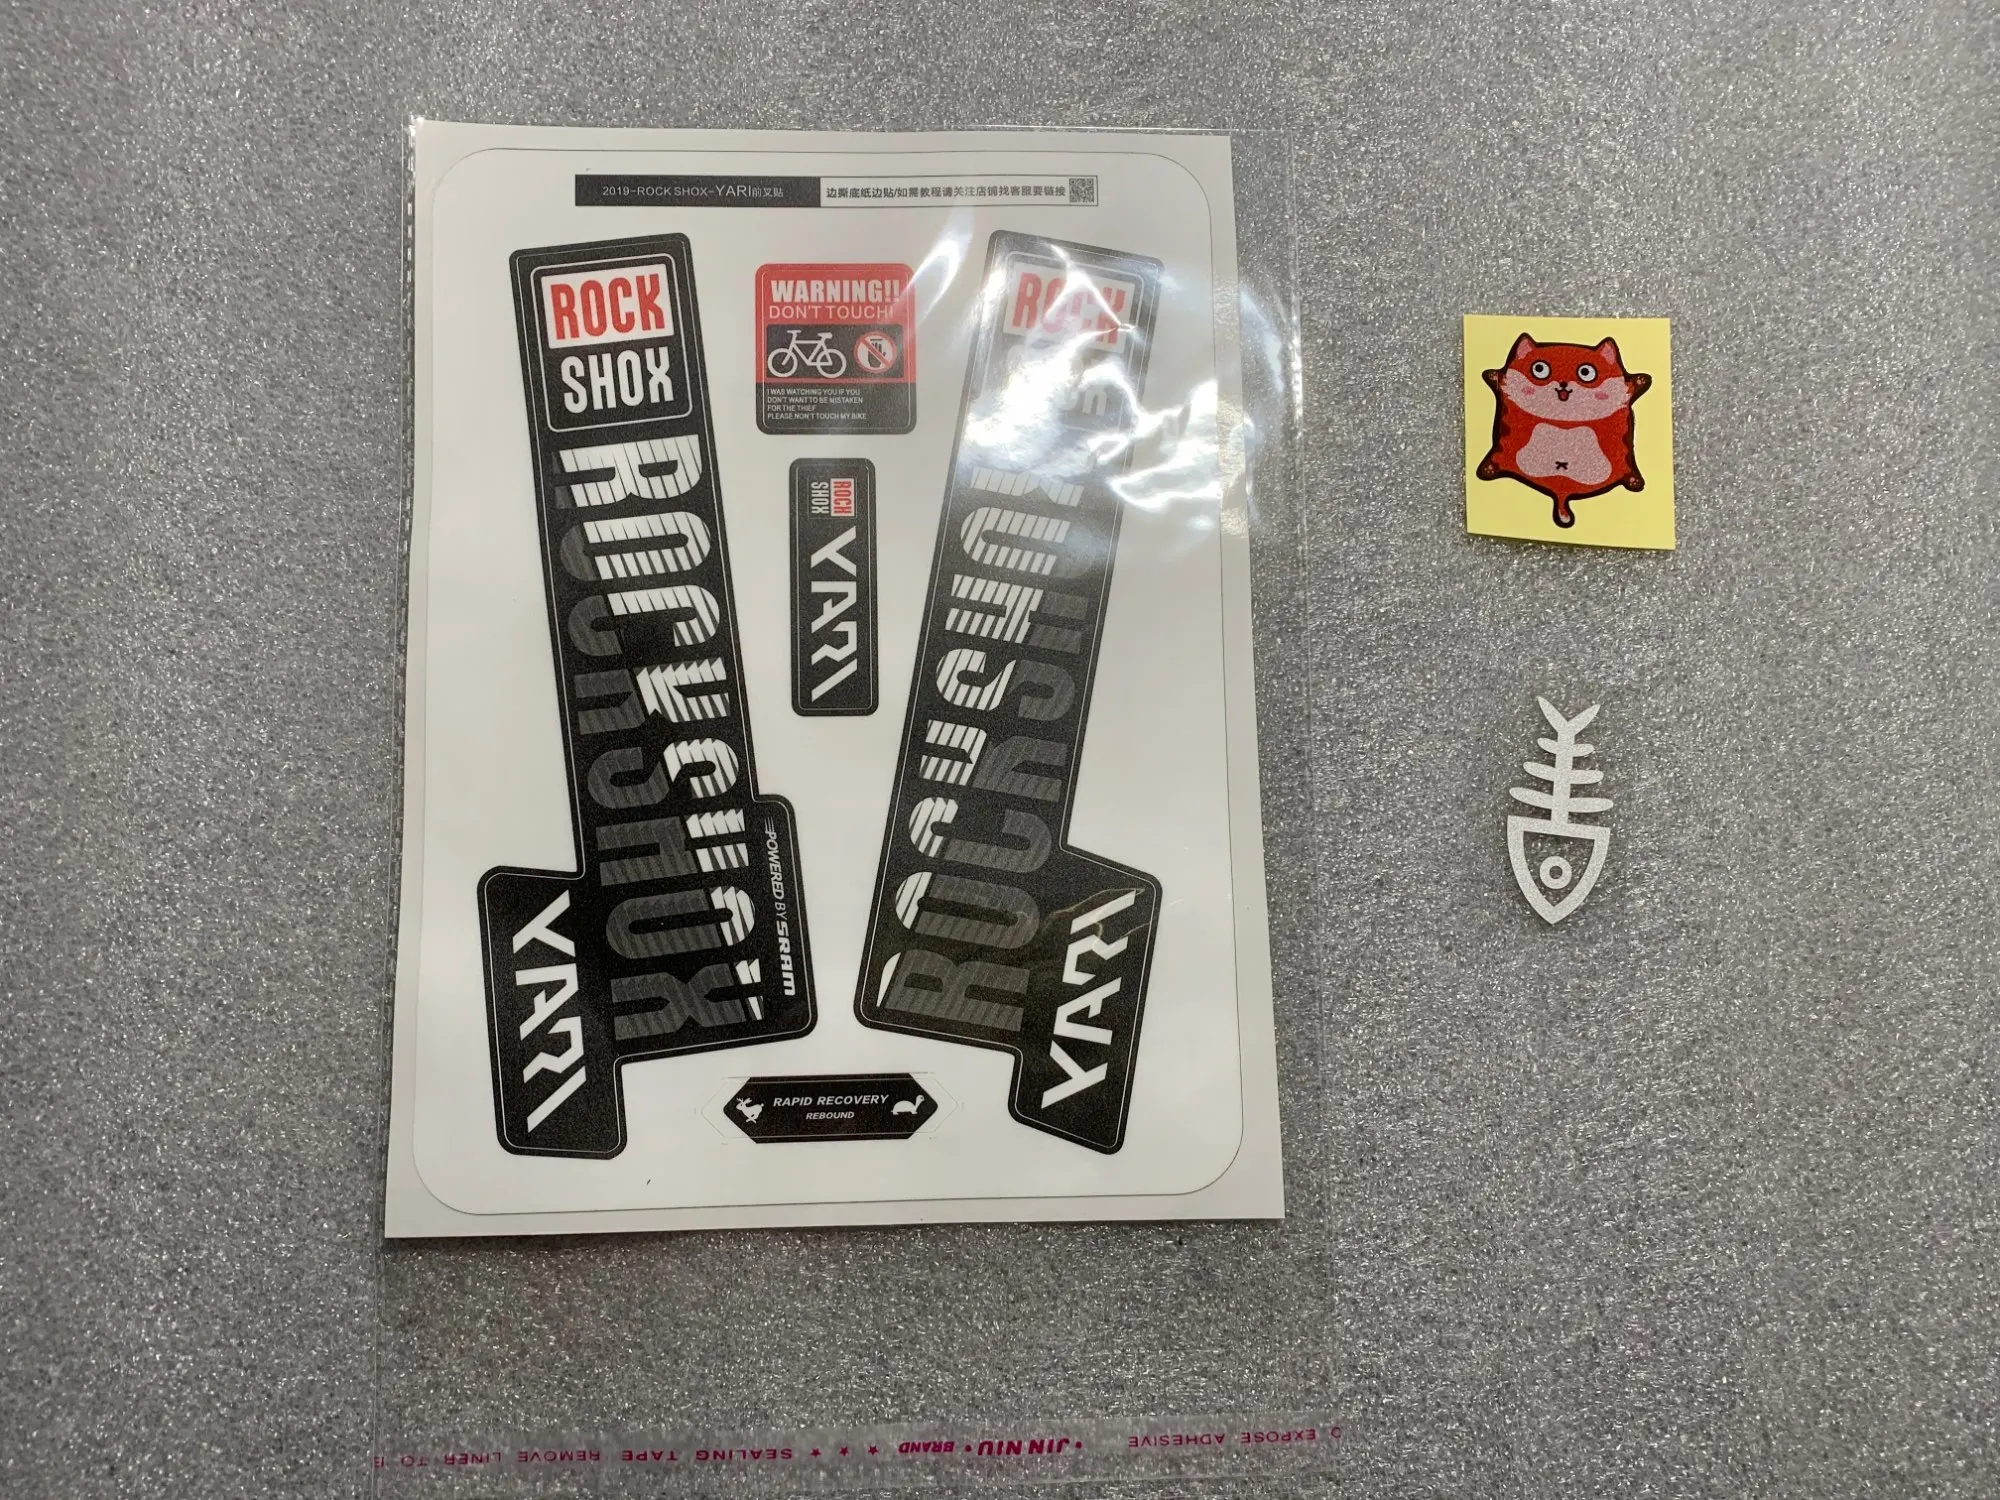 2019-ROCK SHOX-YARI前叉贴
边撕底纸边贴/如需教程请关注店铺找客服要链接
ROCK
SHOX
ROCKSHOX
ROCKSHOX
POWERED BY SRAM
YARI
WARNING!!
DON'T TOUCH!
I WAS WATCHING YOU IF YOU
DON'T WANT TO BE MISTAKEN
FOR THE THIEF
PLEASE NON'T TOUCH MY BIKE
ROCK
SHOX
YARI
ROCK
ROCKSHOX
ROCKSHOX
YARI
RAPID RECOVERY
REBOUND
EXPOSE ADHESIVE • JIN NIU • BRAND ★ ★ ★ SEALING TAPE REMOVE LINER TO